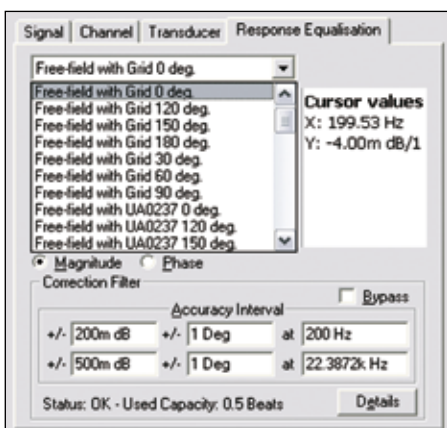 Signal Channel Transducer Response Equalisation
Free-field with Grid 0 deg.
Free-field with Grid 0 deg.
Free-field with Grid 120 deg.
Free-field with Grid 150 deg.
Free-field with Grid 180 deg.
Free-field with Grid 30 deg.
Free-field with Grid 60 deg.
Free-field with Grid 90 deg.
Free-field with UA0237 0 deg.
Free-field with UA0237 120 deg.
Free-field with UA0237 150 deg.
Cursor values
X: 199.53 Hz
Y: -4.00m dB/1
Magnitude Phase
Correction Filter
Bypass
Accuracy Interval
+/- 200m dB +/- 1 Deg at 200 Hz
+/- 500m dB +/- 1 Deg at 22.3872k Hz
Status: OK - Used Capacity: 0.5 Beats Details